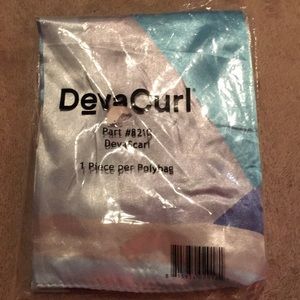 DevaCurl
Part
DevaScarf
1 Piece per Polybag